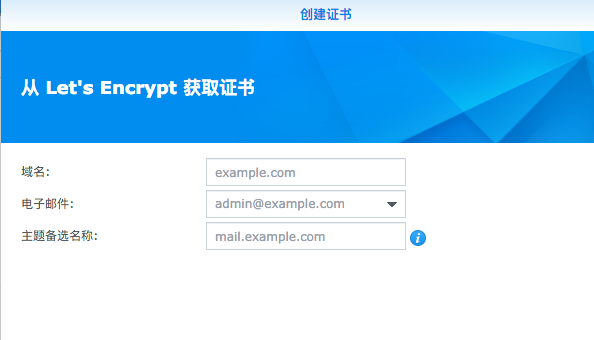 创建证书
从 Let's Encrypt 获取证书
域名: example.com
电子邮件: admin@example.com
主题备选名称: mail.example.com i